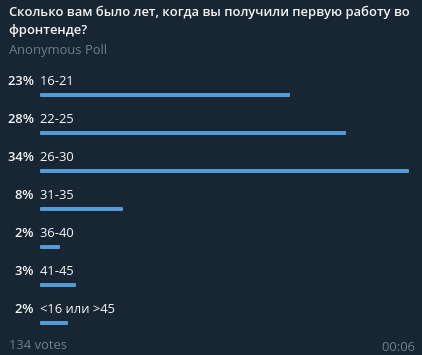 Сколько вам было лет, когда вы получили первую работу во
фронтенде?
Anonymous Poll
23% 16-21
28% 22-25
34% 26-30
8% 31-35
2% 36-40
3% 41-45
2% <16 или >45
134 votes 00:06